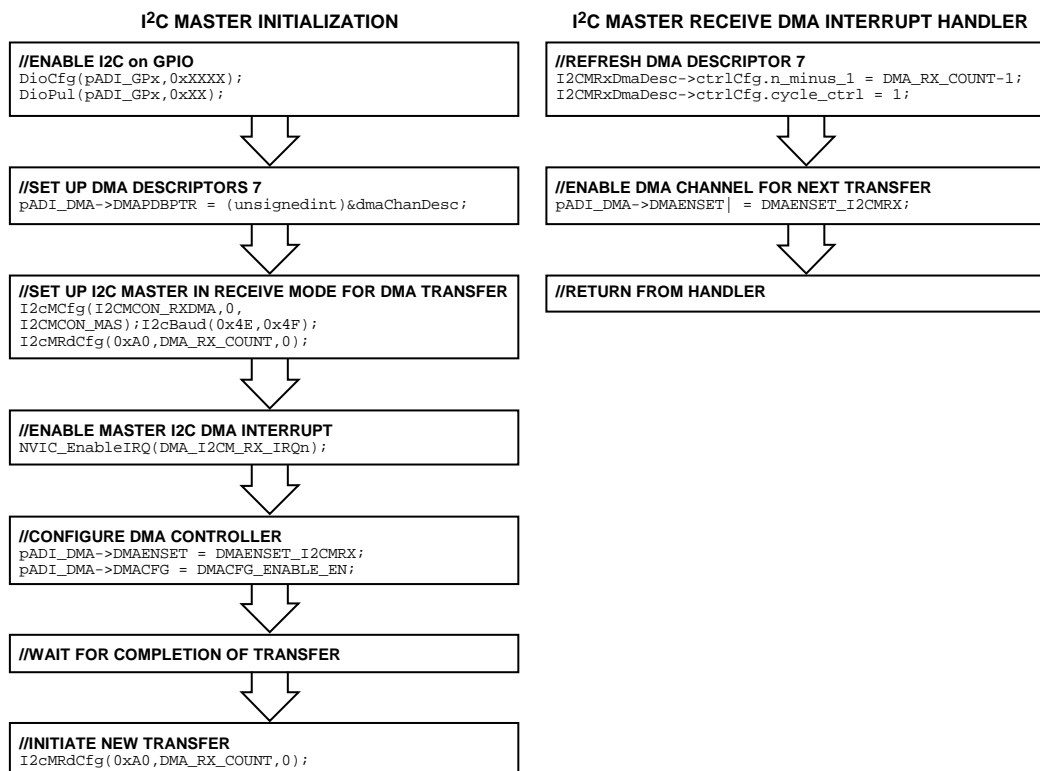 I2C MASTER INITIALIZATION
//ENABLE I2C on GPIO
DioCfg(pADI_GPx,0xXXXX);
DioPul(pADI_GPx,0xXX);
//SET UP DMA DESCRIPTORS 7
pADI_DMA->DMAPDBPTR = (unsignedint)&dmaChanDesc;
//SET UP I2C MASTER IN RECEIVE MODE FOR DMA TRANSFER
I2cMCfg(I2CMCON_RXDMA,0,
I2CMCON_MAS);I2cBaud(0x4E,0x4F);
I2cMRdCfg(0xA0,DMA_RX_COUNT,0);
//ENABLE MASTER I2C DMA INTERRUPT
NVIC_EnableIRQ(DMA_I2CM_RX_IRQn);
//CONFIGURE DMA CONTROLLER
pADI_DMA->DMAENSET = DMAENSET_I2CMRX;
pADI_DMA->DMACFG = DMACFG_ENABLE_EN;
//WAIT FOR COMPLETION OF TRANSFER
//INITIATE NEW TRANSFER
I2cMRdCfg(0xA0,DMA_RX_COUNT,0);
I2C MASTER RECEIVE DMA INTERRUPT HANDLER
//REFRESH DMA DESCRIPTOR 7
I2CMRxDmaDesc->ctrlCfg.n_minus_1 = DMA_RX_COUNT-1;
I2CMRxDmaDesc->ctrlCfg.cycle_ctrl = 1;
//ENABLE DMA CHANNEL FOR NEXT TRANSFER
pADI_DMA->DMAENSET| = DMAENSET_I2CMRX;
//RETURN FROM HANDLER